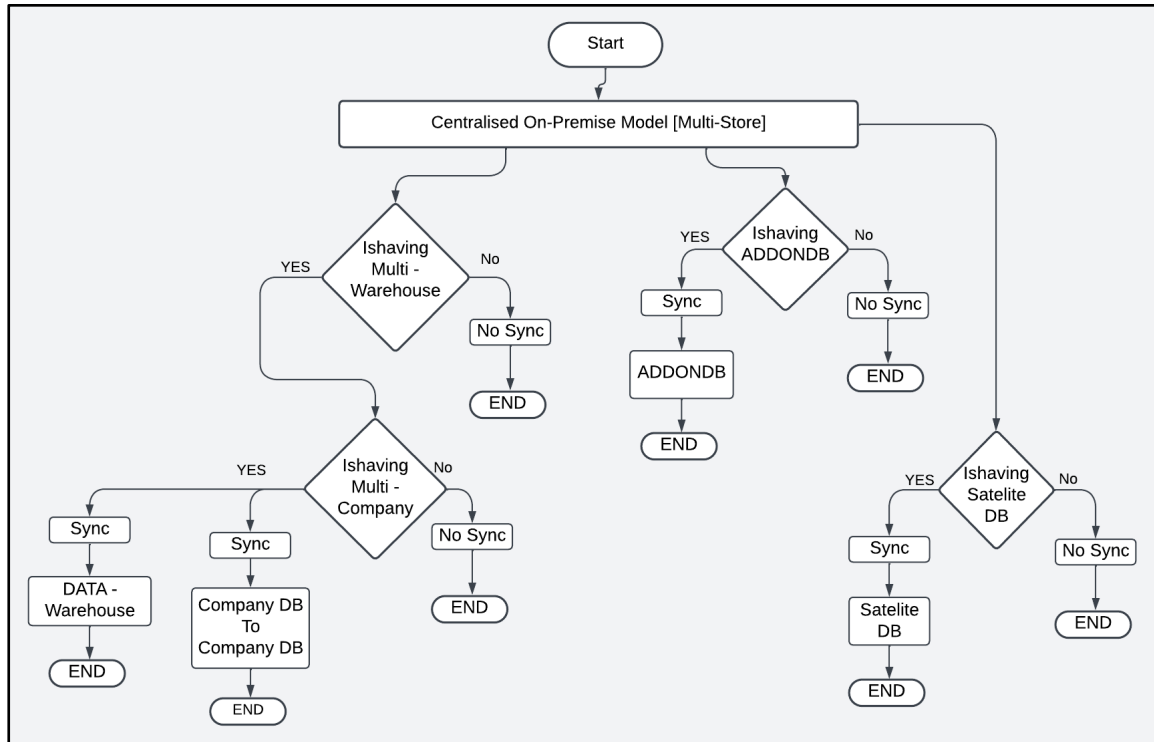 Start
Centralised On-Premise Model [Multi-Store]
Ishaving
Multi -
Warehouse
YES
No
No Sync
END
Ishaving
Multi -
Company
YES
No
Sync
DATA -
Warehouse
END
Sync
Company DB
To
Company DB
END
No Sync
END
Ishaving
ADDONDB
YES
No
Sync
ADDONDB
END
No Sync
END
Ishaving
Satelite
DB
YES
No
Sync
Satelite
DB
END
No Sync
END